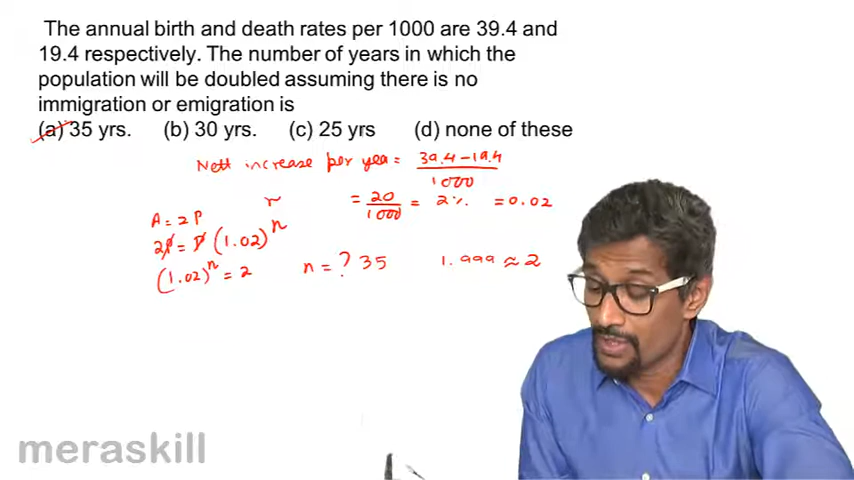 The annual birth and death rates per 1000 are 39.4 and
19.4 respectively. The number of years in which the
population will be doubled assuming there is no
immigration or emigration is
(a) 35 yrs. (b) 30 yrs. (c) 25 yrs (d) none of these
Nett increase per year = 39.4 - 19.4 / 1000
= 20/1000 = 2% = 0.02
A = 2P
2P = P (1.02)^n
(1.02)^n = 2 n = ? 35 1.999 ≈ 2
meraskill